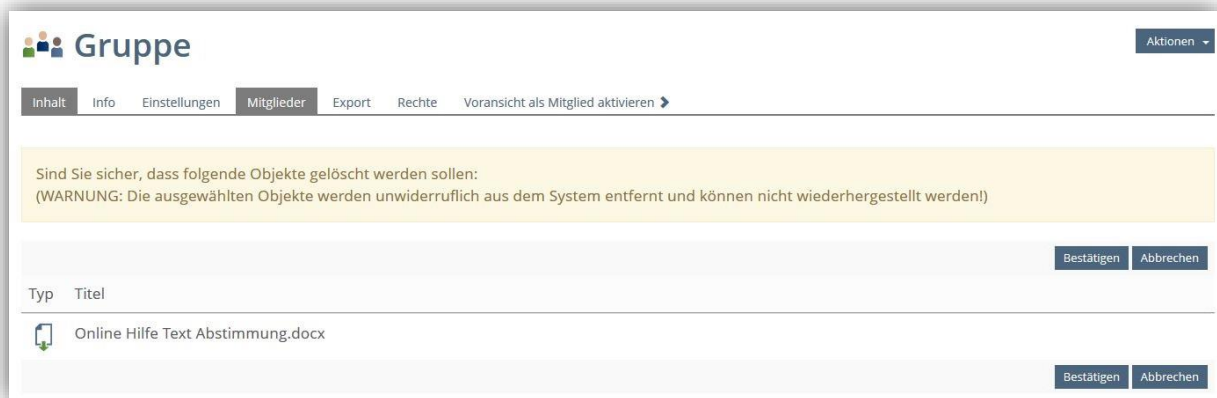 Gruppe
Aktionen
Inhalt Info Einstellungen Mitglieder Export Rechte Voransicht als Mitglied aktivieren
Sind Sie sicher, dass folgende Objekte gelöscht werden sollen:
(WARNUNG: Die ausgewählten Objekte werden unwiderruflich aus dem System entfernt und können nicht wiederhergestellt werden!)
Bestätigen Abbrechen
Typ Titel
Online Hilfe Text Abstimmung.docx
Bestätigen Abbrechen